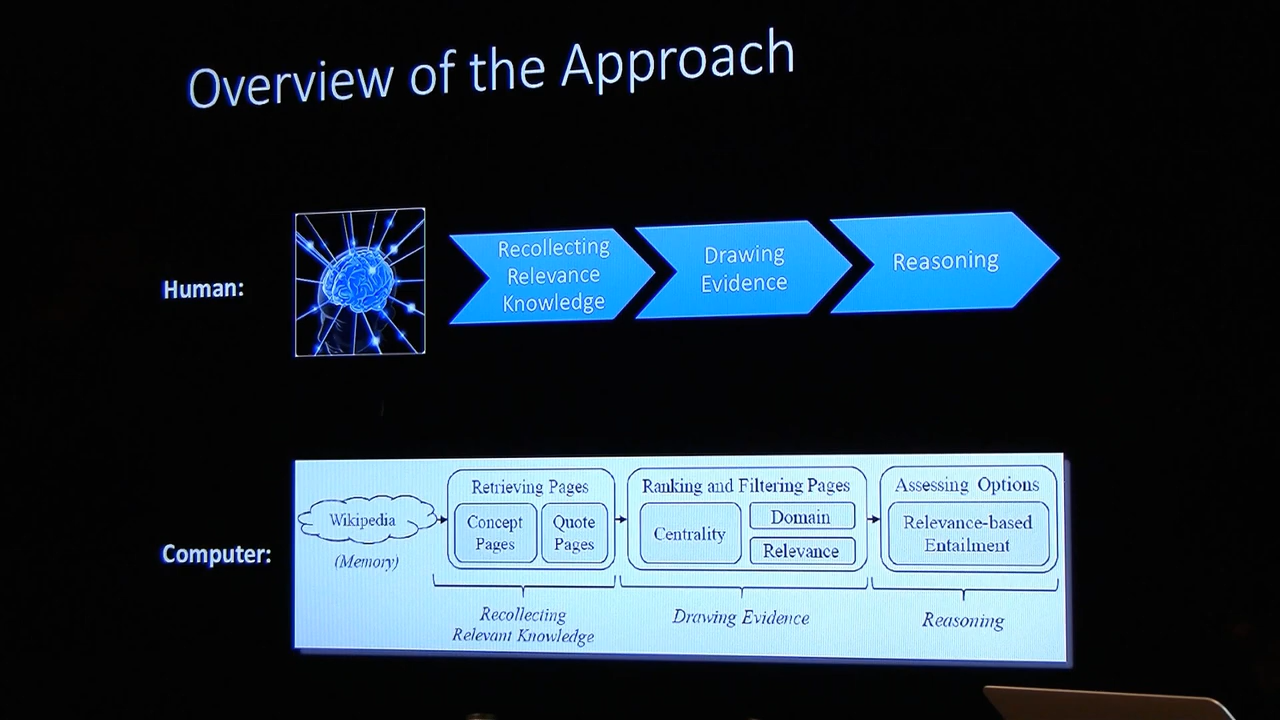 Overview of the Approach
Human:
Recollecting
Relevance
Knowledge
Drawing
Evidence
Reasoning
Computer:
Wikipedia
(Memory)
Retrieving Pages
Concept
Pages
Quote
Pages
Recollecting
Relevant Knowledge
Ranking and Filtering Pages
Centrality
Domain
Relevance
Drawing Evidence
Assessing Options
Relevance-based
Entailment
Reasoning